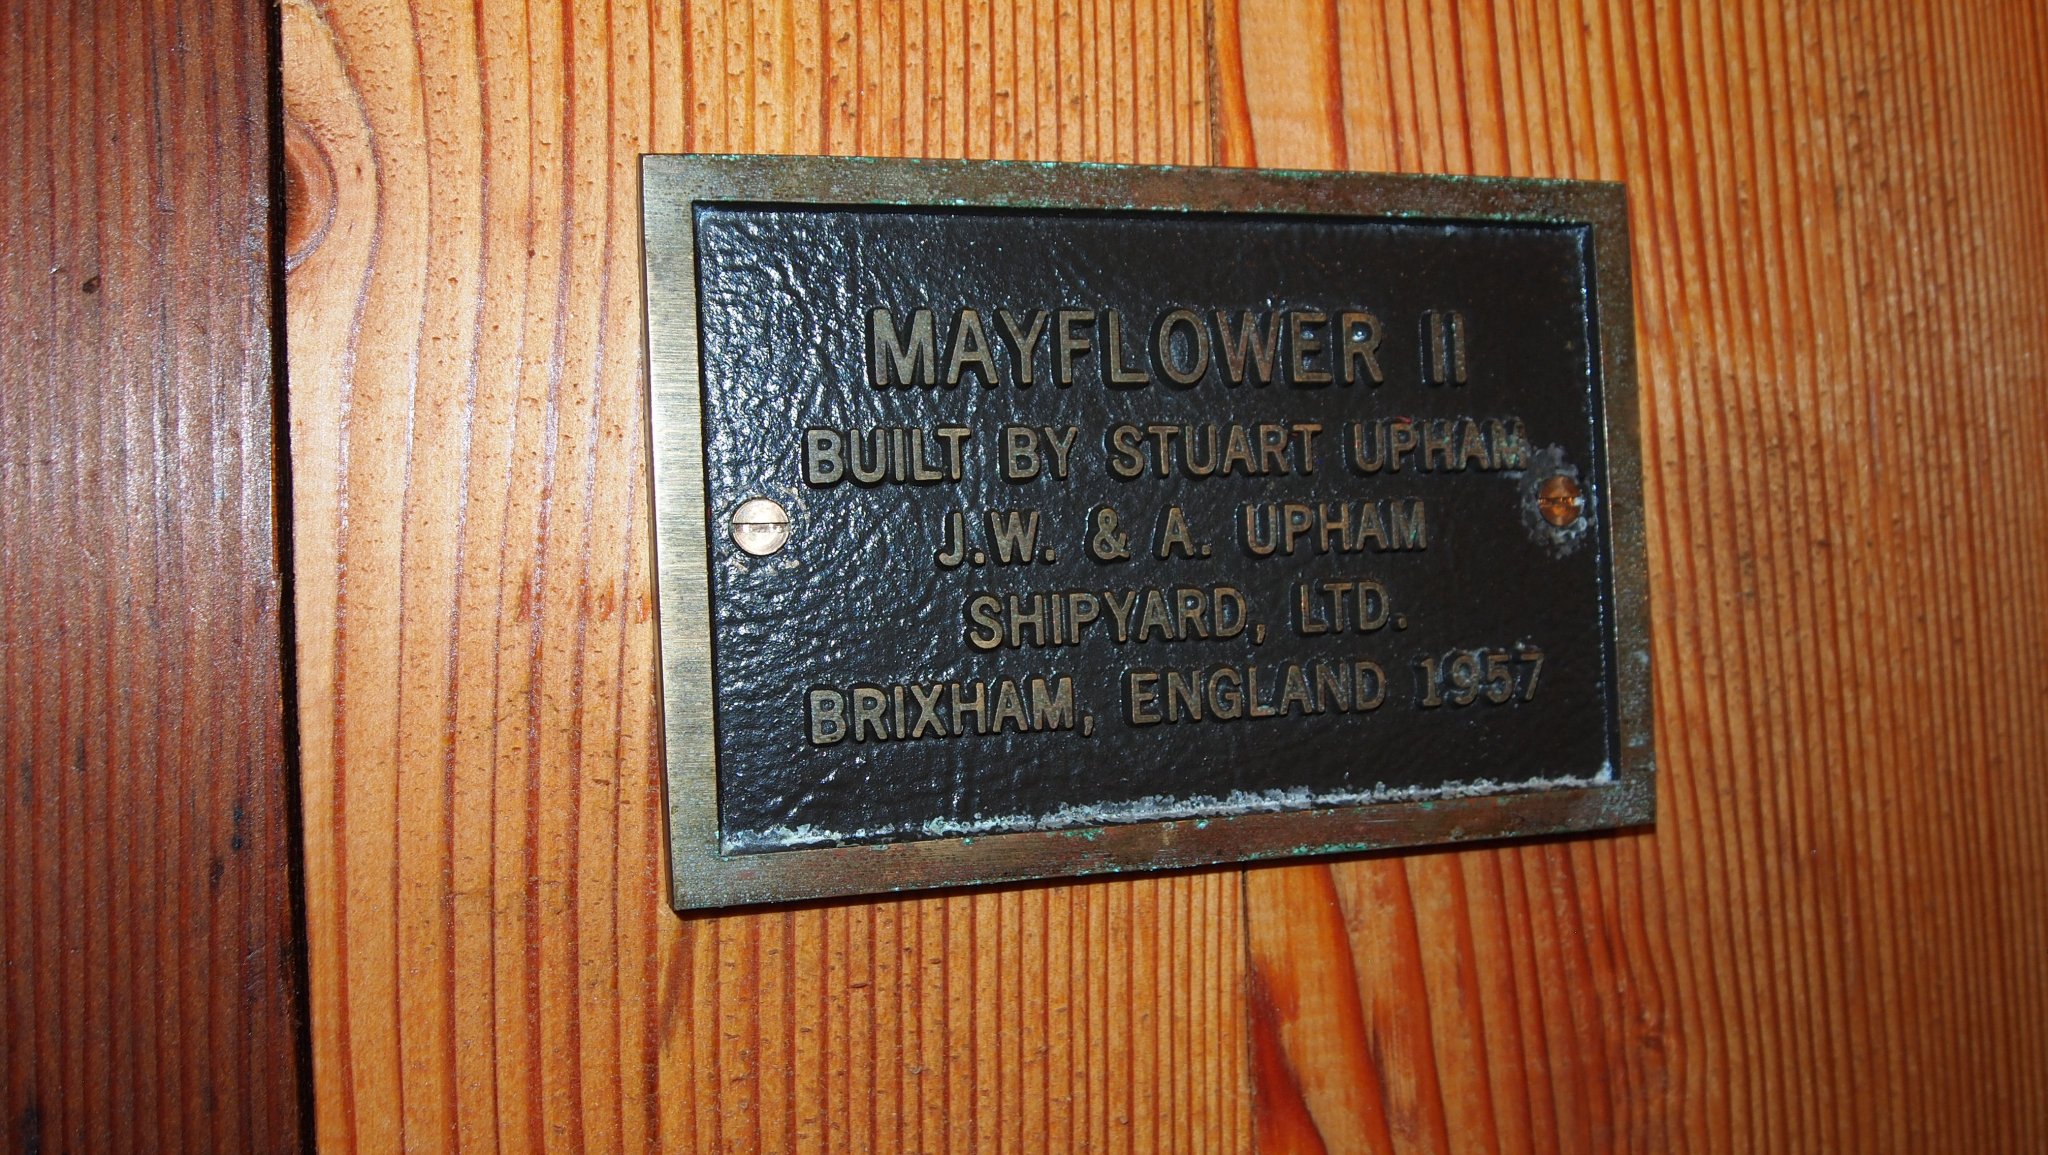 MAYFLOWER II
BUILT BY STUART UPHAM
J.W. & A. UPHAM
SHIPYARD, LTD.
BRIXHAM, ENGLAND 1957